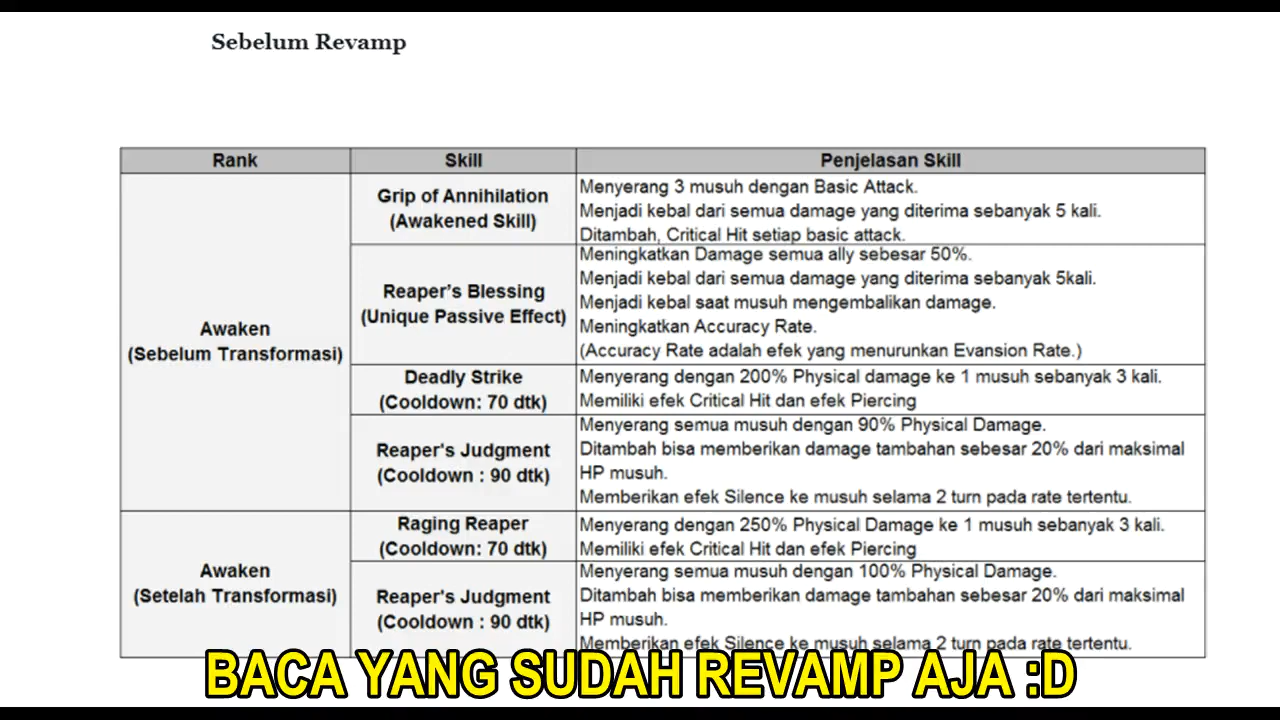 Sebelum Revamp
Rank Skill Penjelasan Skill
Awaken
(Sebelum Transformasi)
Grip of Annihilation
(Awakened Skill)
Menyerang 3 musuh dengan Basic Attack.
Menjadi kebal dari semua damage yang diterima sebanyak 5 kali.
Ditambah, Critical Hit setiap basic attack.
Reaper's Blessing
(Unique Passive Effect)
Meningkatkan Damage semua ally sebesar 50%.
Menjadi kebal dari semua damage yang diterima sebanyak 5kali.
Menjadi kebal saat musuh mengembalikan damage.
Meningkatkan Accuracy Rate.
(Accuracy Rate adalah efek yang menurunkan Evansion Rate.)
Deadly Strike
(Cooldown: 70 dtk)
Menyerang dengan 200% Physical damage ke 1 musuh sebanyak 3 kali.
Memiliki efek Critical Hit dan efek Piercing
Reaper's Judgment
(Cooldown : 90 dtk)
Menyerang semua musuh dengan 90% Physical Damage.
Ditambah bisa memberikan damage tambahan sebesar 20% dari maksimal
HP musuh.
Memberikan efek Silence ke musuh selama 2 turn pada rate tertentu.
Awaken
(Setelah Transformasi)
Raging Reaper
(Cooldown: 70 dtk)
Menyerang dengan 250% Physical Damage ke 1 musuh sebanyak 3 kali.
Memiliki efek Critical Hit dan efek Piercing
Reaper's Judgment
(Cooldown : 90 dtk)
Menyerang semua musuh dengan 100% Physical Damage.
Ditambah bisa memberikan damage tambahan sebesar 20% dari maksimal
HP musuh.
Memberikan efek Silence ke musuh selama 2 turn pada rate tertentu.
BACA YANG SUDAH REVAMP AJA :D